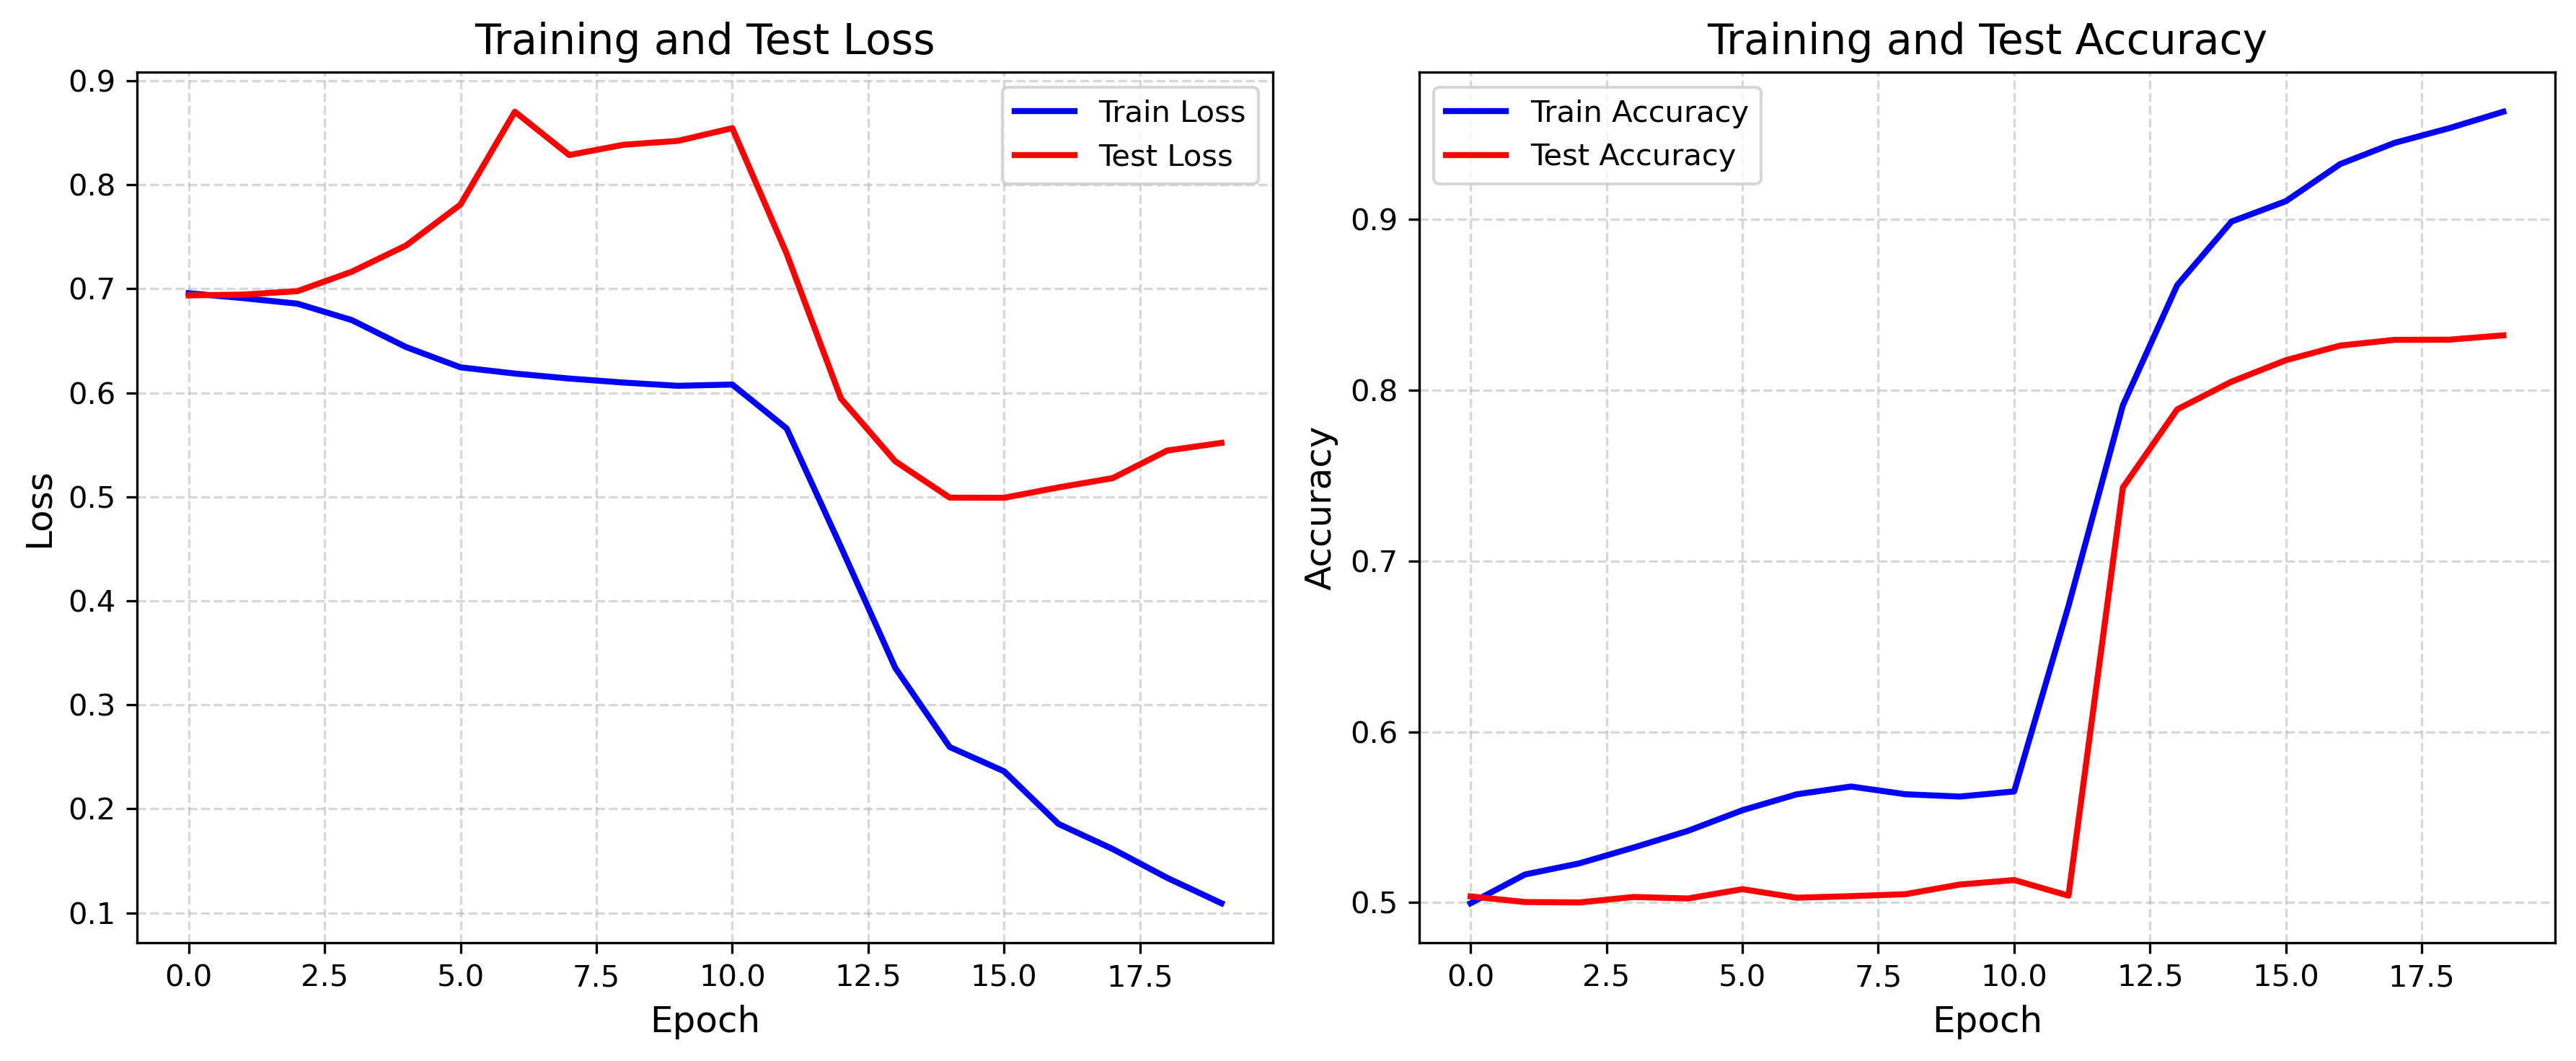 Training and Test Loss
0.9
0.8
0.7
0.6
0.5
0.4
0.3
0.2
0.1
Loss
0.0 2.5 5.0 7.5 10.0 12.5 15.0 17.5
Epoch
Train Loss
Test Loss
Training and Test Accuracy
0.9
0.8
0.7
0.6
0.5
Accuracy
0.0 2.5 5.0 7.5 10.0 12.5 15.0 17.5
Epoch
Train Accuracy
Test Accuracy